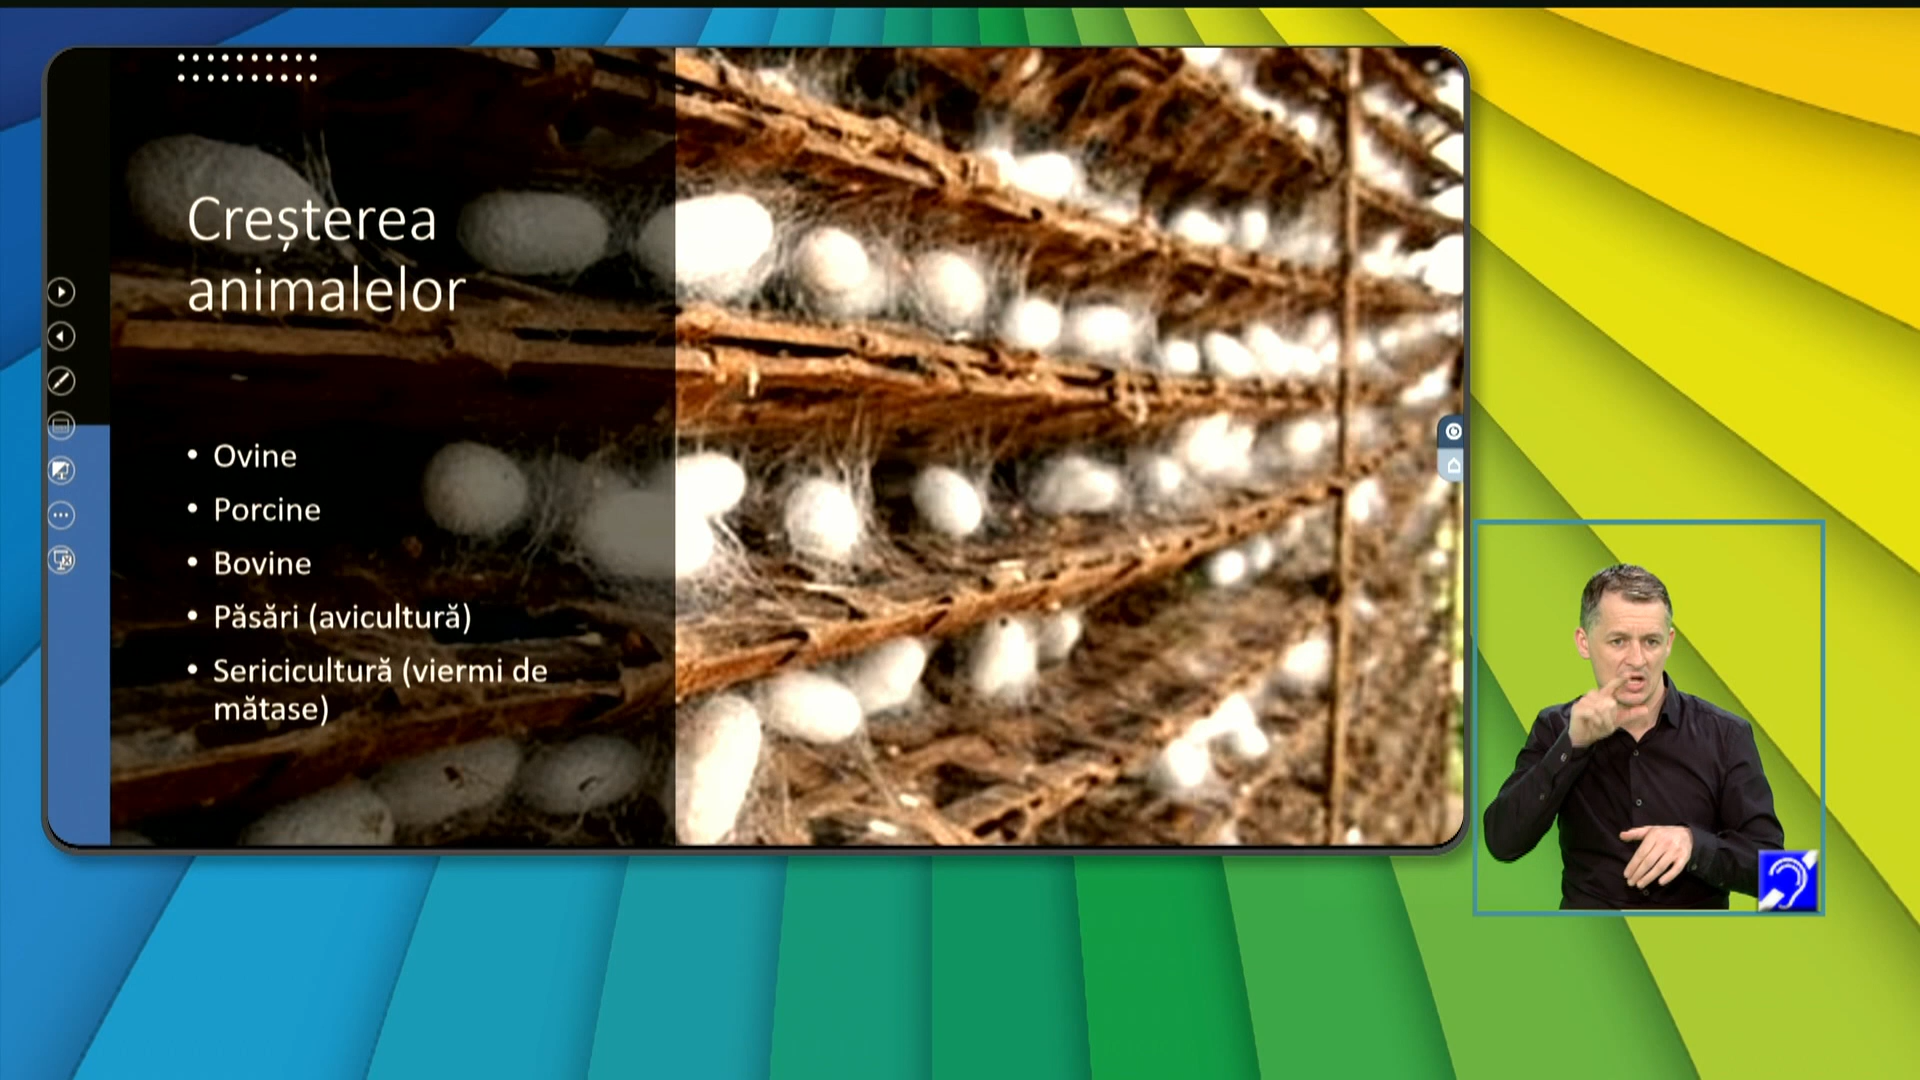 Creșterea
animalelor
• Ovine
• Porcine
• Bovine
• Păsări (avicultură)
• Sericicultură (viermi de
mătase)